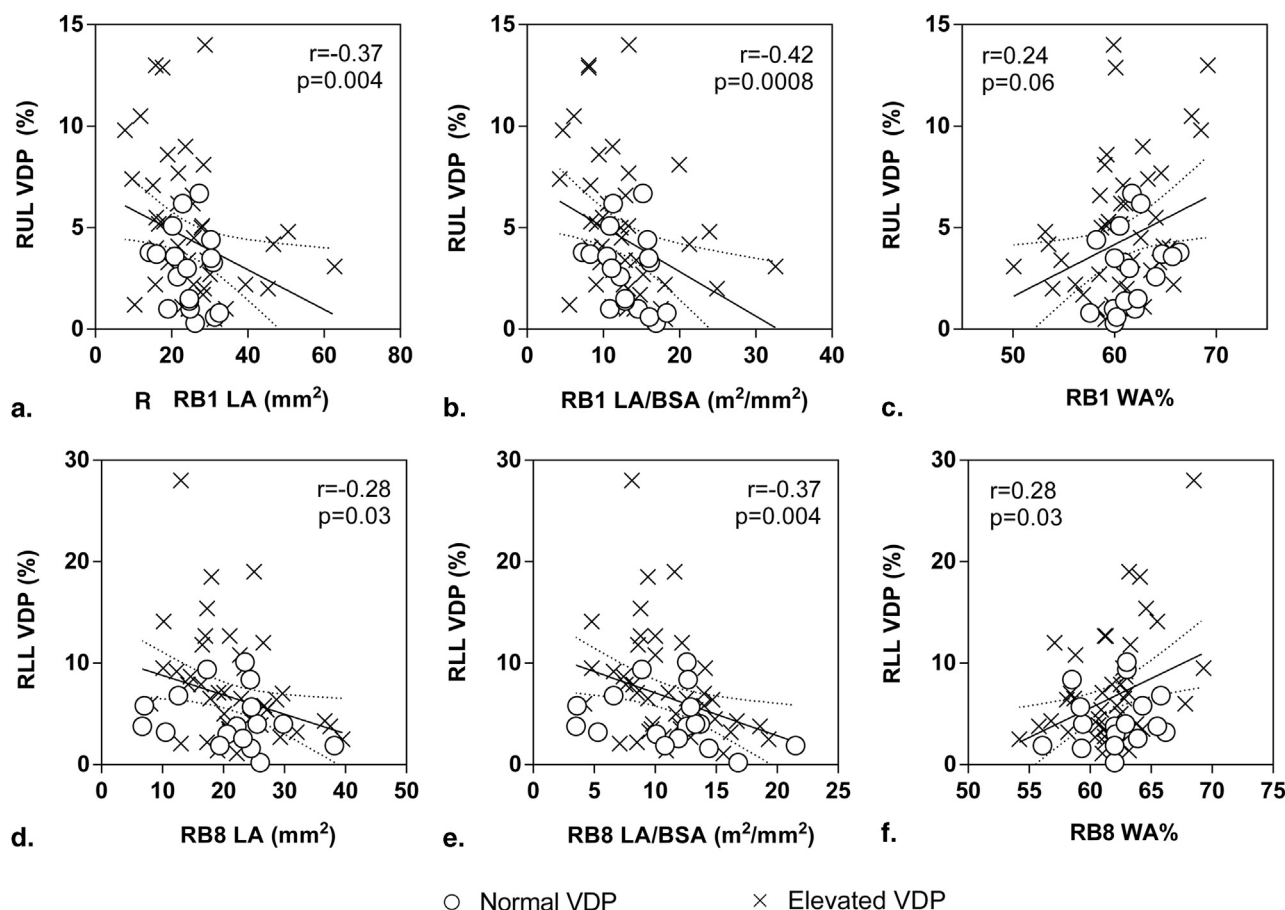 15
10
5
0
RUL VDP (%)
r=-0.37
p=0.004
0 20 40 60 80
a.
R RB1 LA (mm²)
15
10
5
0
RUL VDP (%)
r=-0.42
p=0.0008
0 10 20 30 40
b.
RB1 LA/BSA (m²/mm²)
15
10
5
0
RUL VDP (%)
r=0.24
p=0.06
50 60 70
c.
RB1 WA%
30
20
10
0
RLL VDP (%)
r=-0.28
p=0.03
0 10 20 30 40 50
d.
RB8 LA (mm²)
30
20
10
0
RLL VDP (%)
r=-0.37
p=0.004
0 5 10 15 20 25
e.
RB8 LA/BSA (m²/mm²)
30
20
10
0
RLL VDP (%)
r=0.28
p=0.03
50 55 60 65 70 75
f.
RB8 WA%
Normal VDP
Elevated VDP